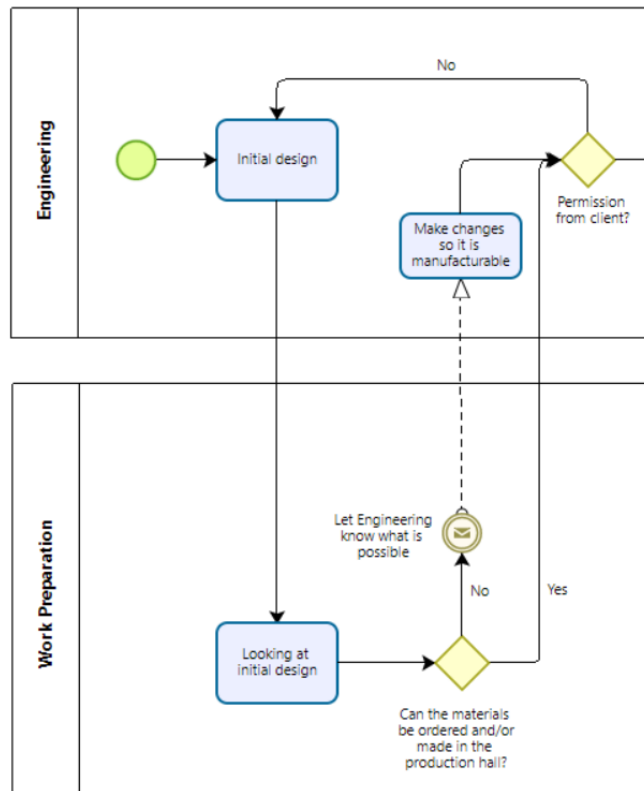 Engineering
No
Initial design
Permission
from client?
Make changes
so it is
manufacturable
Work Preparation
Let Engineering
know what is
possible
No
Yes
Looking at
initial design
Can the materials
be ordered and/or
made in the
production hall?